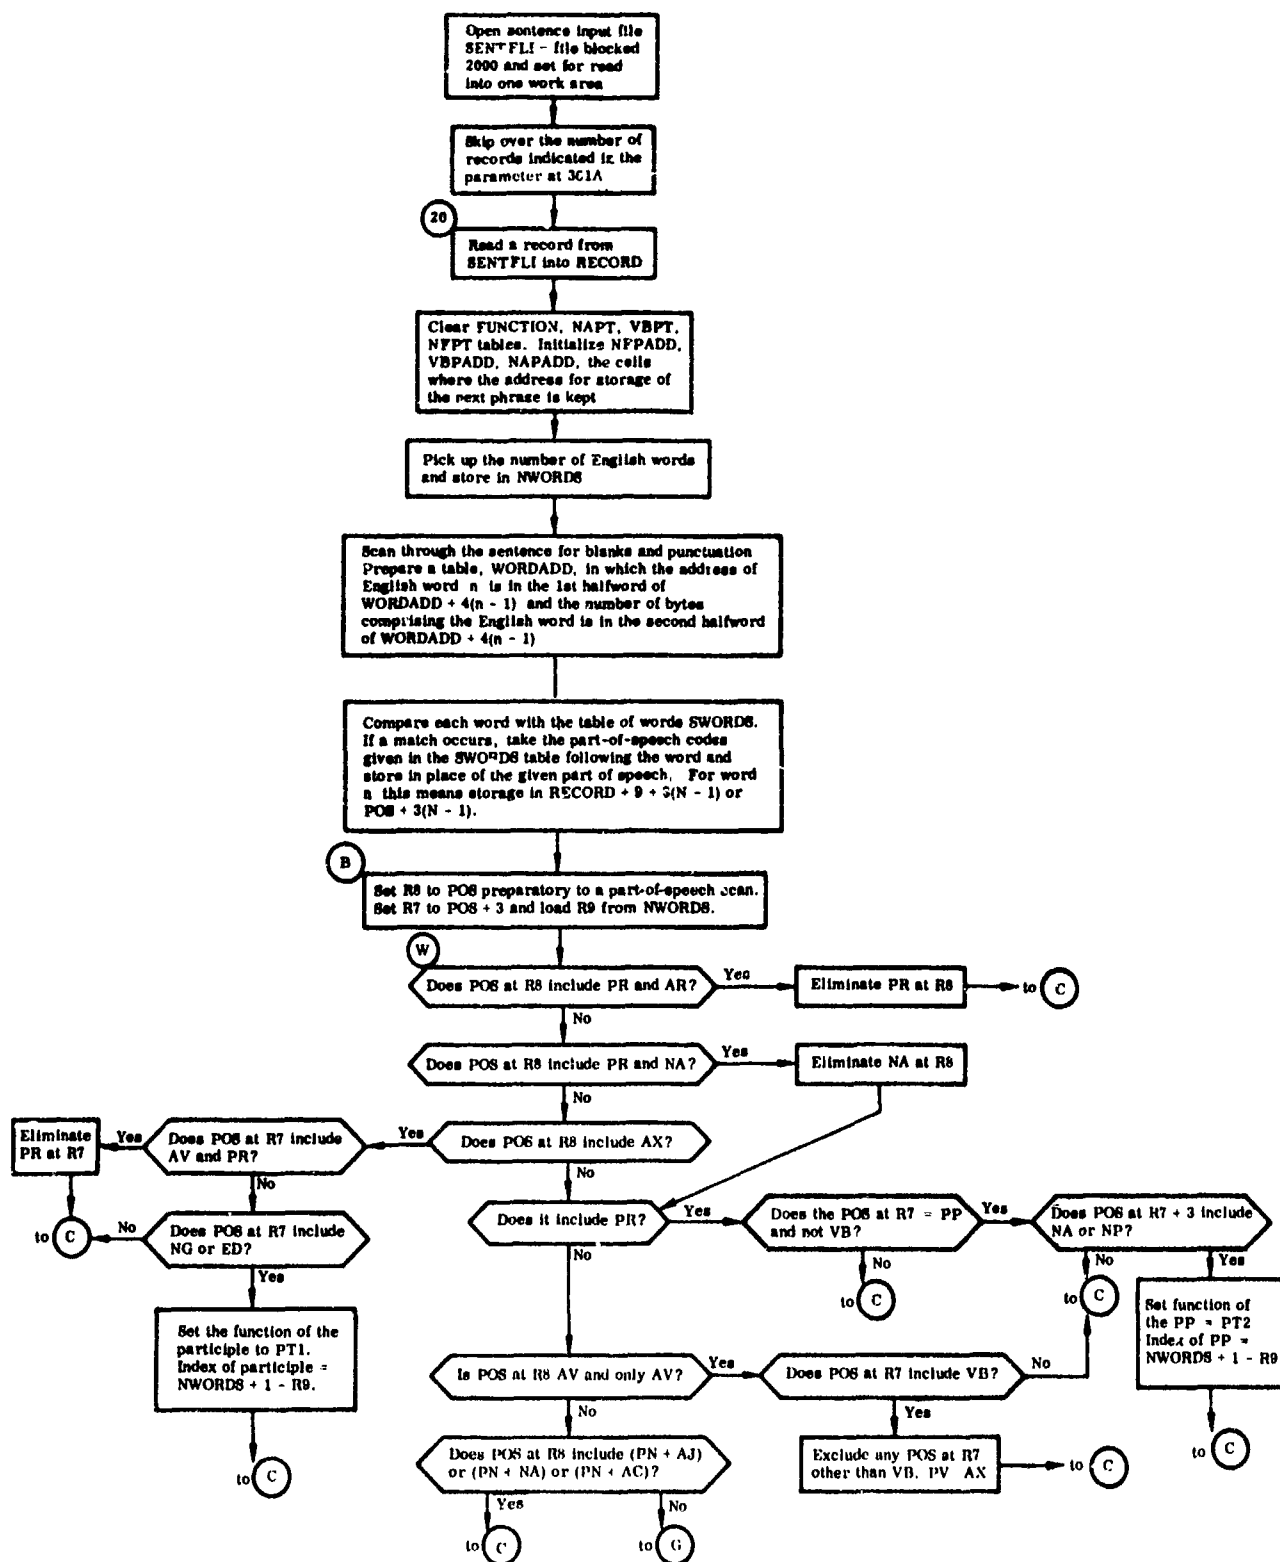 Open sentence input file
SENTFLI - file blocked
2000 and set for read
into one work area
Skip over the number of
records indicated in the
parameter at 301A
20
Read a record from
SENTFLI into RECORD
Clear FUNCTION, NAPT, VBPT,
NFPT tables. Initialize NFPADD,
VBPADD, NAPADD, the cells
where the address for storage of
the next phrase is kept
Pick up the number of English words
and store in NWORDS
Scan through the sentence for blanks and punctuation
Prepare a table, WORDADD, in which the address of
English word n is in the 1st halfword of
WORDADD + 4(n - 1) and the number of bytes
comprising the English word is in the second halfword
of WORDADD + 4(n - 1)
Compare each word with the table of words SWORDS.
If a match occurs, take the part-of-speech codes
given in the SWORDS table following the word and
store in place of the given part of speech. For word
n this means storage in RECORD + 9 + 3(N - 1) or
POS + 3(N - 1).
B
Set R8 to POS preparatory to a part-of-speech scan.
Set R7 to POS + 3 and load R9 from NWORDS.
W
Does POS at R8 include PR and AR?
Yes
Eliminate PR at R8
to C
No
Does POS at R8 include PR and NA?
Yes
Eliminate NA at R8
No
Eliminate
PR at R7
Yes
Does POS at R7 include
AV and PR?
Yes
Does POS at R8 include AX?
No
No
to C
No
Does POS at R7 include
NG or ED?
Does it include PR?
Yes
Does the POS at R7 = PP
and not VB?
Yes
Does POS at R7 + 3 include
NA or NP?
Yes
No
No
No
Yes
to C
to C
Set the function of the
participle to PT1.
Index of participle =
NWORDS + 1 - R9.
Set function of
the PP = PT2
Index of PP =
NWORDS + 1 - R9
Is POS at R8 AV and only AV?
Yes
Does POS at R7 include VB?
No
No
Yes
to C
Does POS at R8 include (PN + AJ)
or (PN + NA) or (PN + AC)?
Exclude any POS at R7
other than VB, PV AX
to C
to C
Yes
No
to C
to G